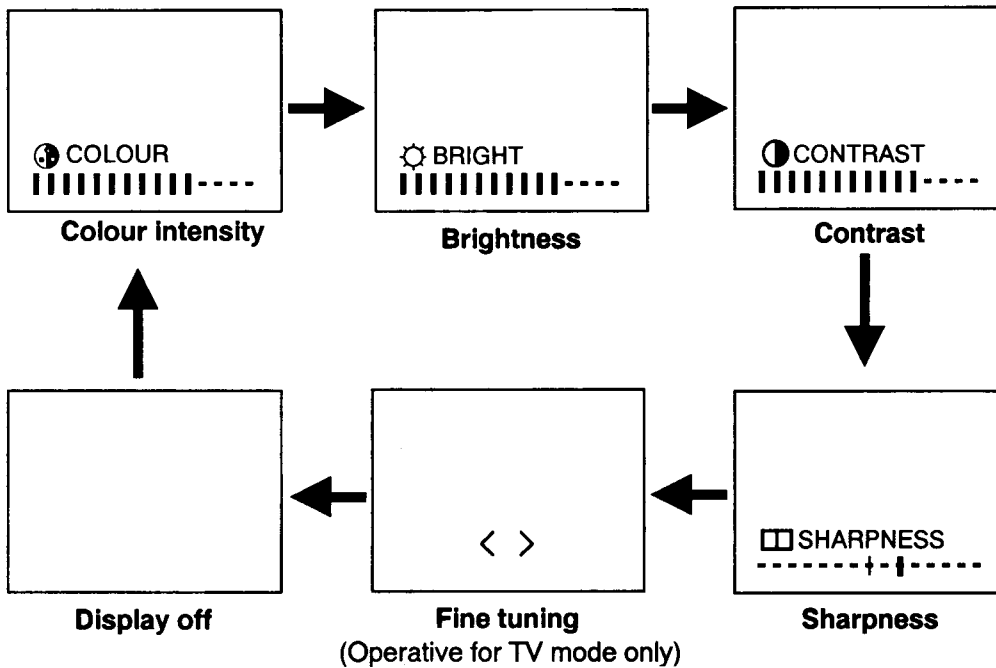 COLOUR
Colour intensity
BRIGHT
Brightness
CONTRAST
Contrast
SHARPNESS
Sharpness
< >
Fine tuning
(Operative for TV mode only)
Display off